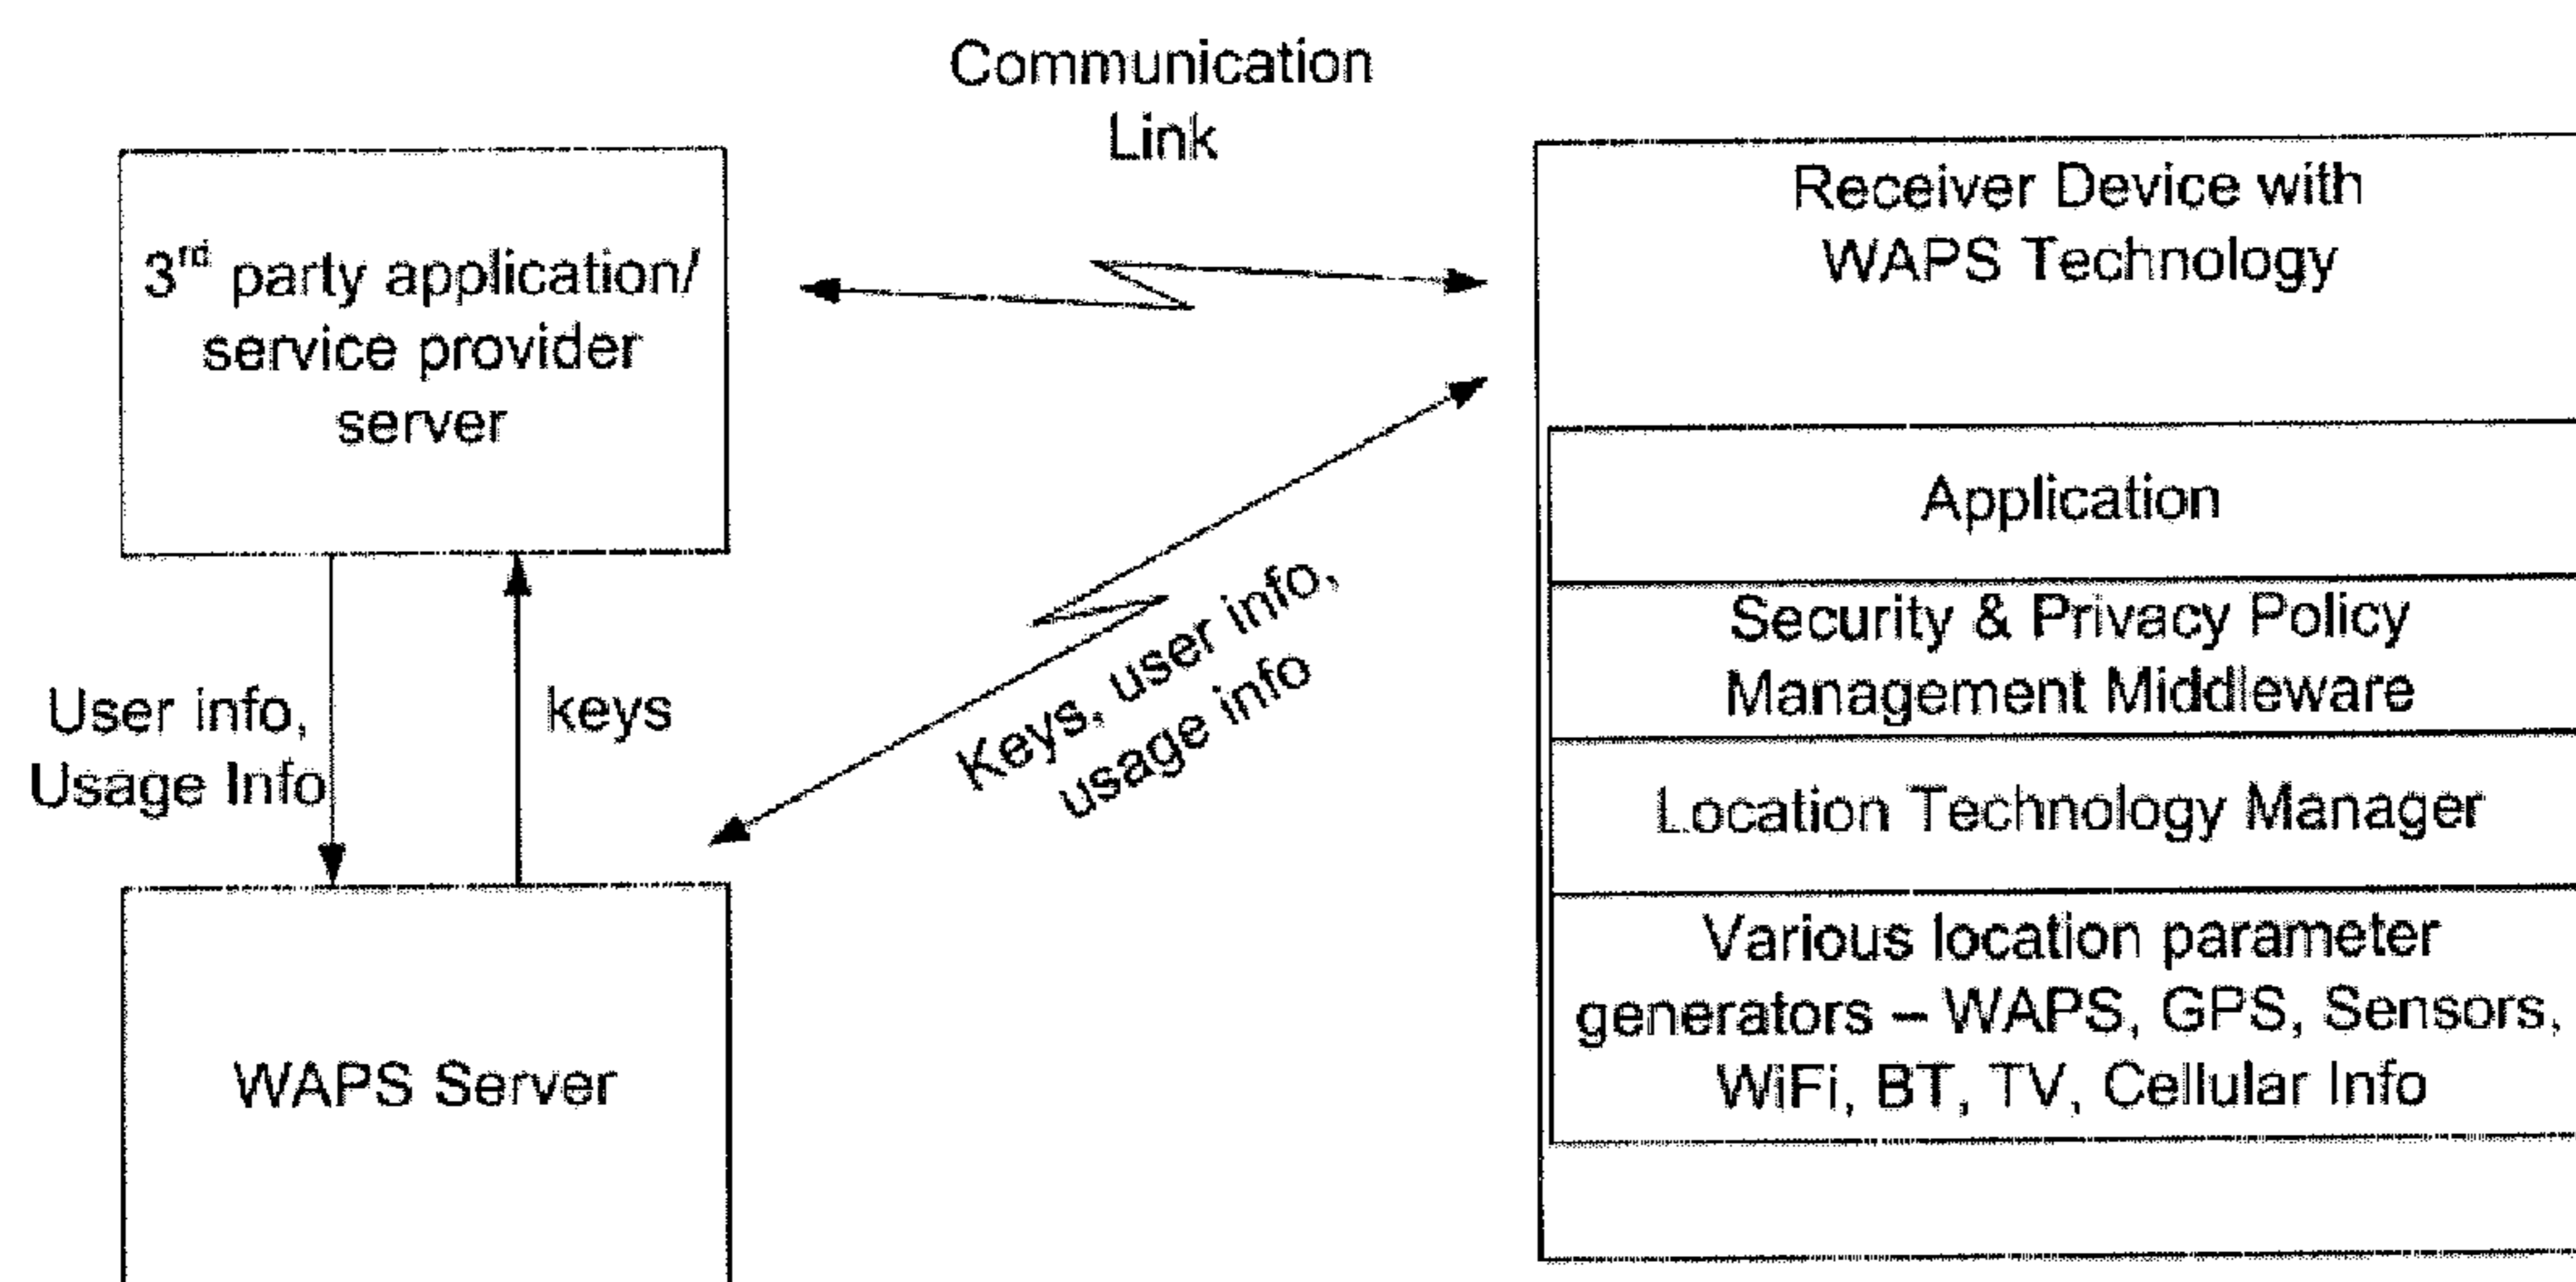 Communication
Link
3rd party application/
service provider
server
Receiver Device with
WAPS Technology
Application
Security & Privacy Policy
Management Middleware
Location Technology Manager
Various location parameter
generators – WAPS, GPS, Sensors,
WiFi, BT, TV, Cellular Info
User info,
Usage Info
keys
Keys, user info,
usage info
WAPS Server